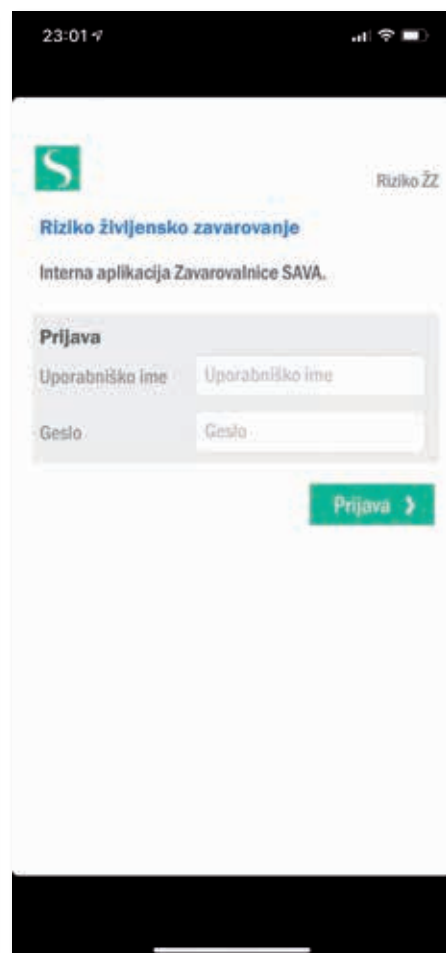 23:01
Riziko ŽZ
Riziko življensko zavarovanje
Interna aplikacija Zavarovalnice SAVA.
Prijava
Uporabniško ime
Uporabniško ime
Geslo
Geslo
Prijava